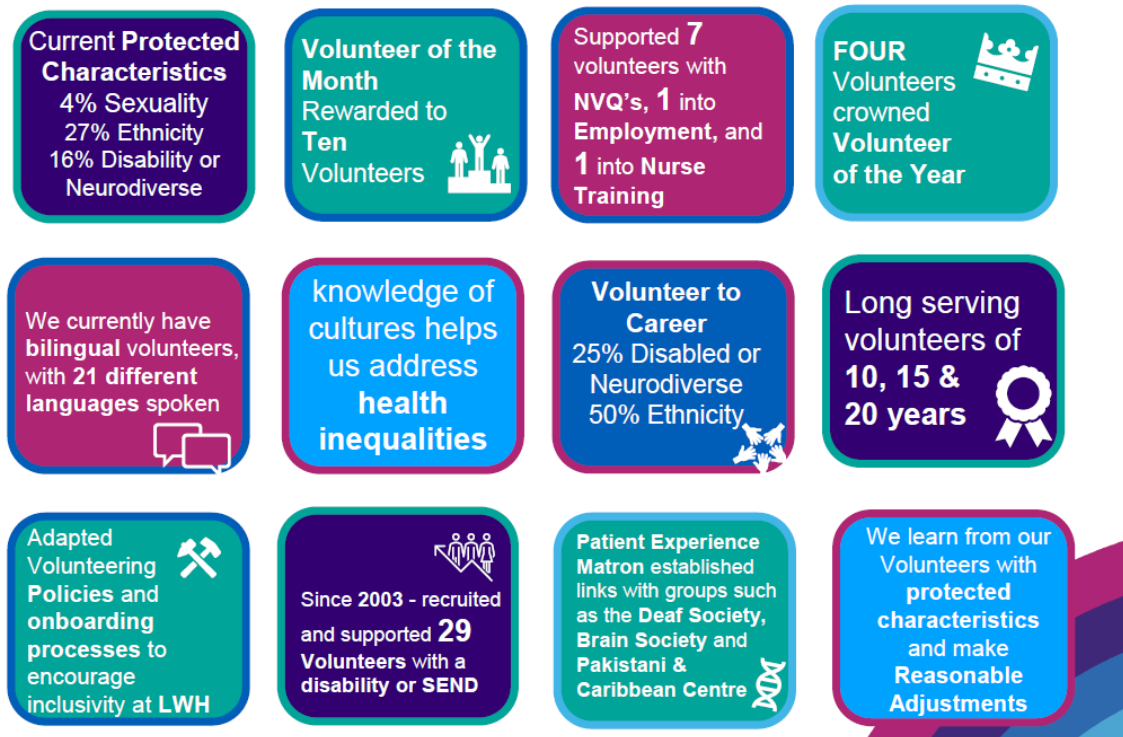 Current Protected
Characteristics
4% Sexuality
27% Ethnicity
16% Disability or
Neurodiverse
Volunteer of the
Month
Rewarded to
Ten
Volunteers
Supported 7
volunteers with
NVQ's, 1 into
Employment, and
1 into Nurse
Training
FOUR
Volunteers
crowned
Volunteer
of the Year
We currently have
bilingual volunteers,
with 21 different
languages spoken
knowledge of
cultures helps
us address
health
inequalities
Volunteer to
Career
25% Disabled or
Neurodiverse
50% Ethnicity
Long serving
volunteers of
10, 15 &
20 years
Adapted
Volunteering
Policies and
onboarding
processes to
encourage
inclusivity at LWH
Since 2003 - recruited
and supported 29
Volunteers with a
disability or SEND
Patient Experience
Matron established
links with groups such
as the Deaf Society,
Brain Society and
Pakistani &
Caribbean Centre
We learn from our
Volunteers with
protected
characteristics
and make
Reasonable
Adjustments